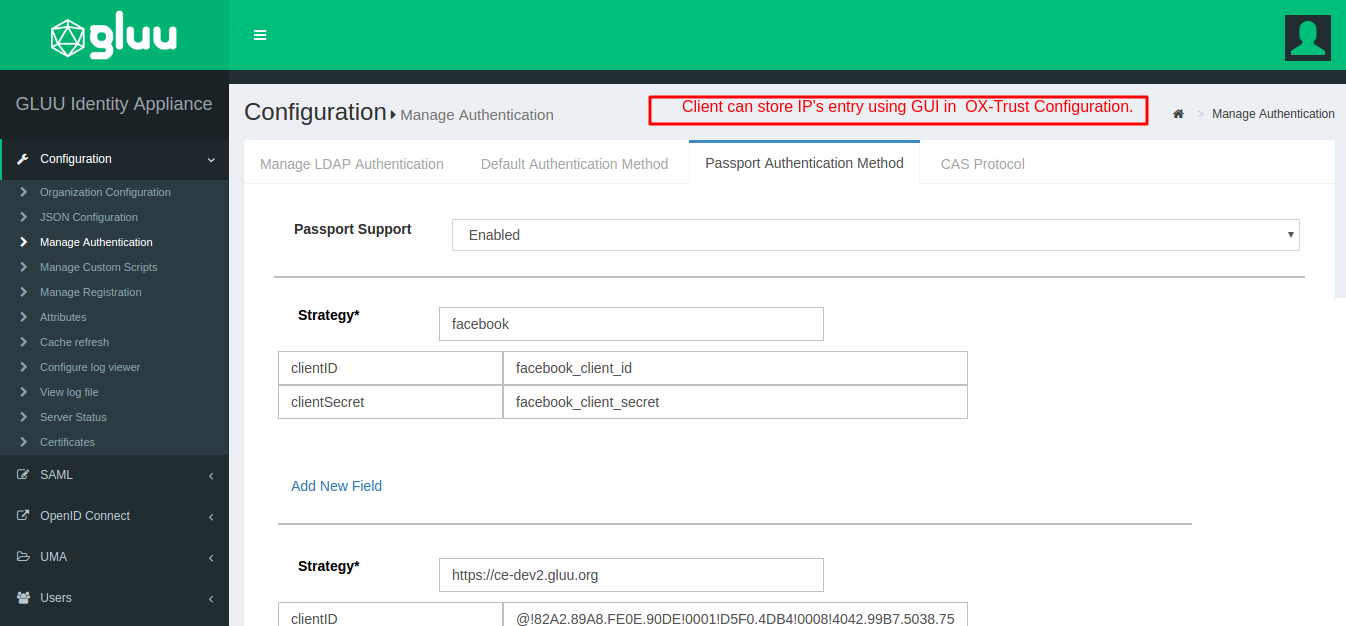 gluu
GLUU Identity Appliance
Configuration Manage Authentication
Client can store IP's entry using GUI in OX-Trust Configuration.
> Manage Authentication
Configuration
Organization Configuration
JSON Configuration
Manage Authentication
Manage Custom Scripts
Manage Registration
Attributes
Cache refresh
Configure log viewer
View log file
Server Status
Certificates
SAML
OpenID Connect
UMA
Users
Manage LDAP Authentication
Default Authentication Method
Passport Authentication Method
CAS Protocol
Passport Support
Enabled
Strategy*
facebook
clientID
facebook_client_id
clientSecret
facebook_client_secret
Add New Field
Strategy*
https://ce-dev2.gluu.org
clientID
@!82A2.89A8.FE0E.90DE!0001!D5F0.4DB4!0008!4042.99B7.5038.75